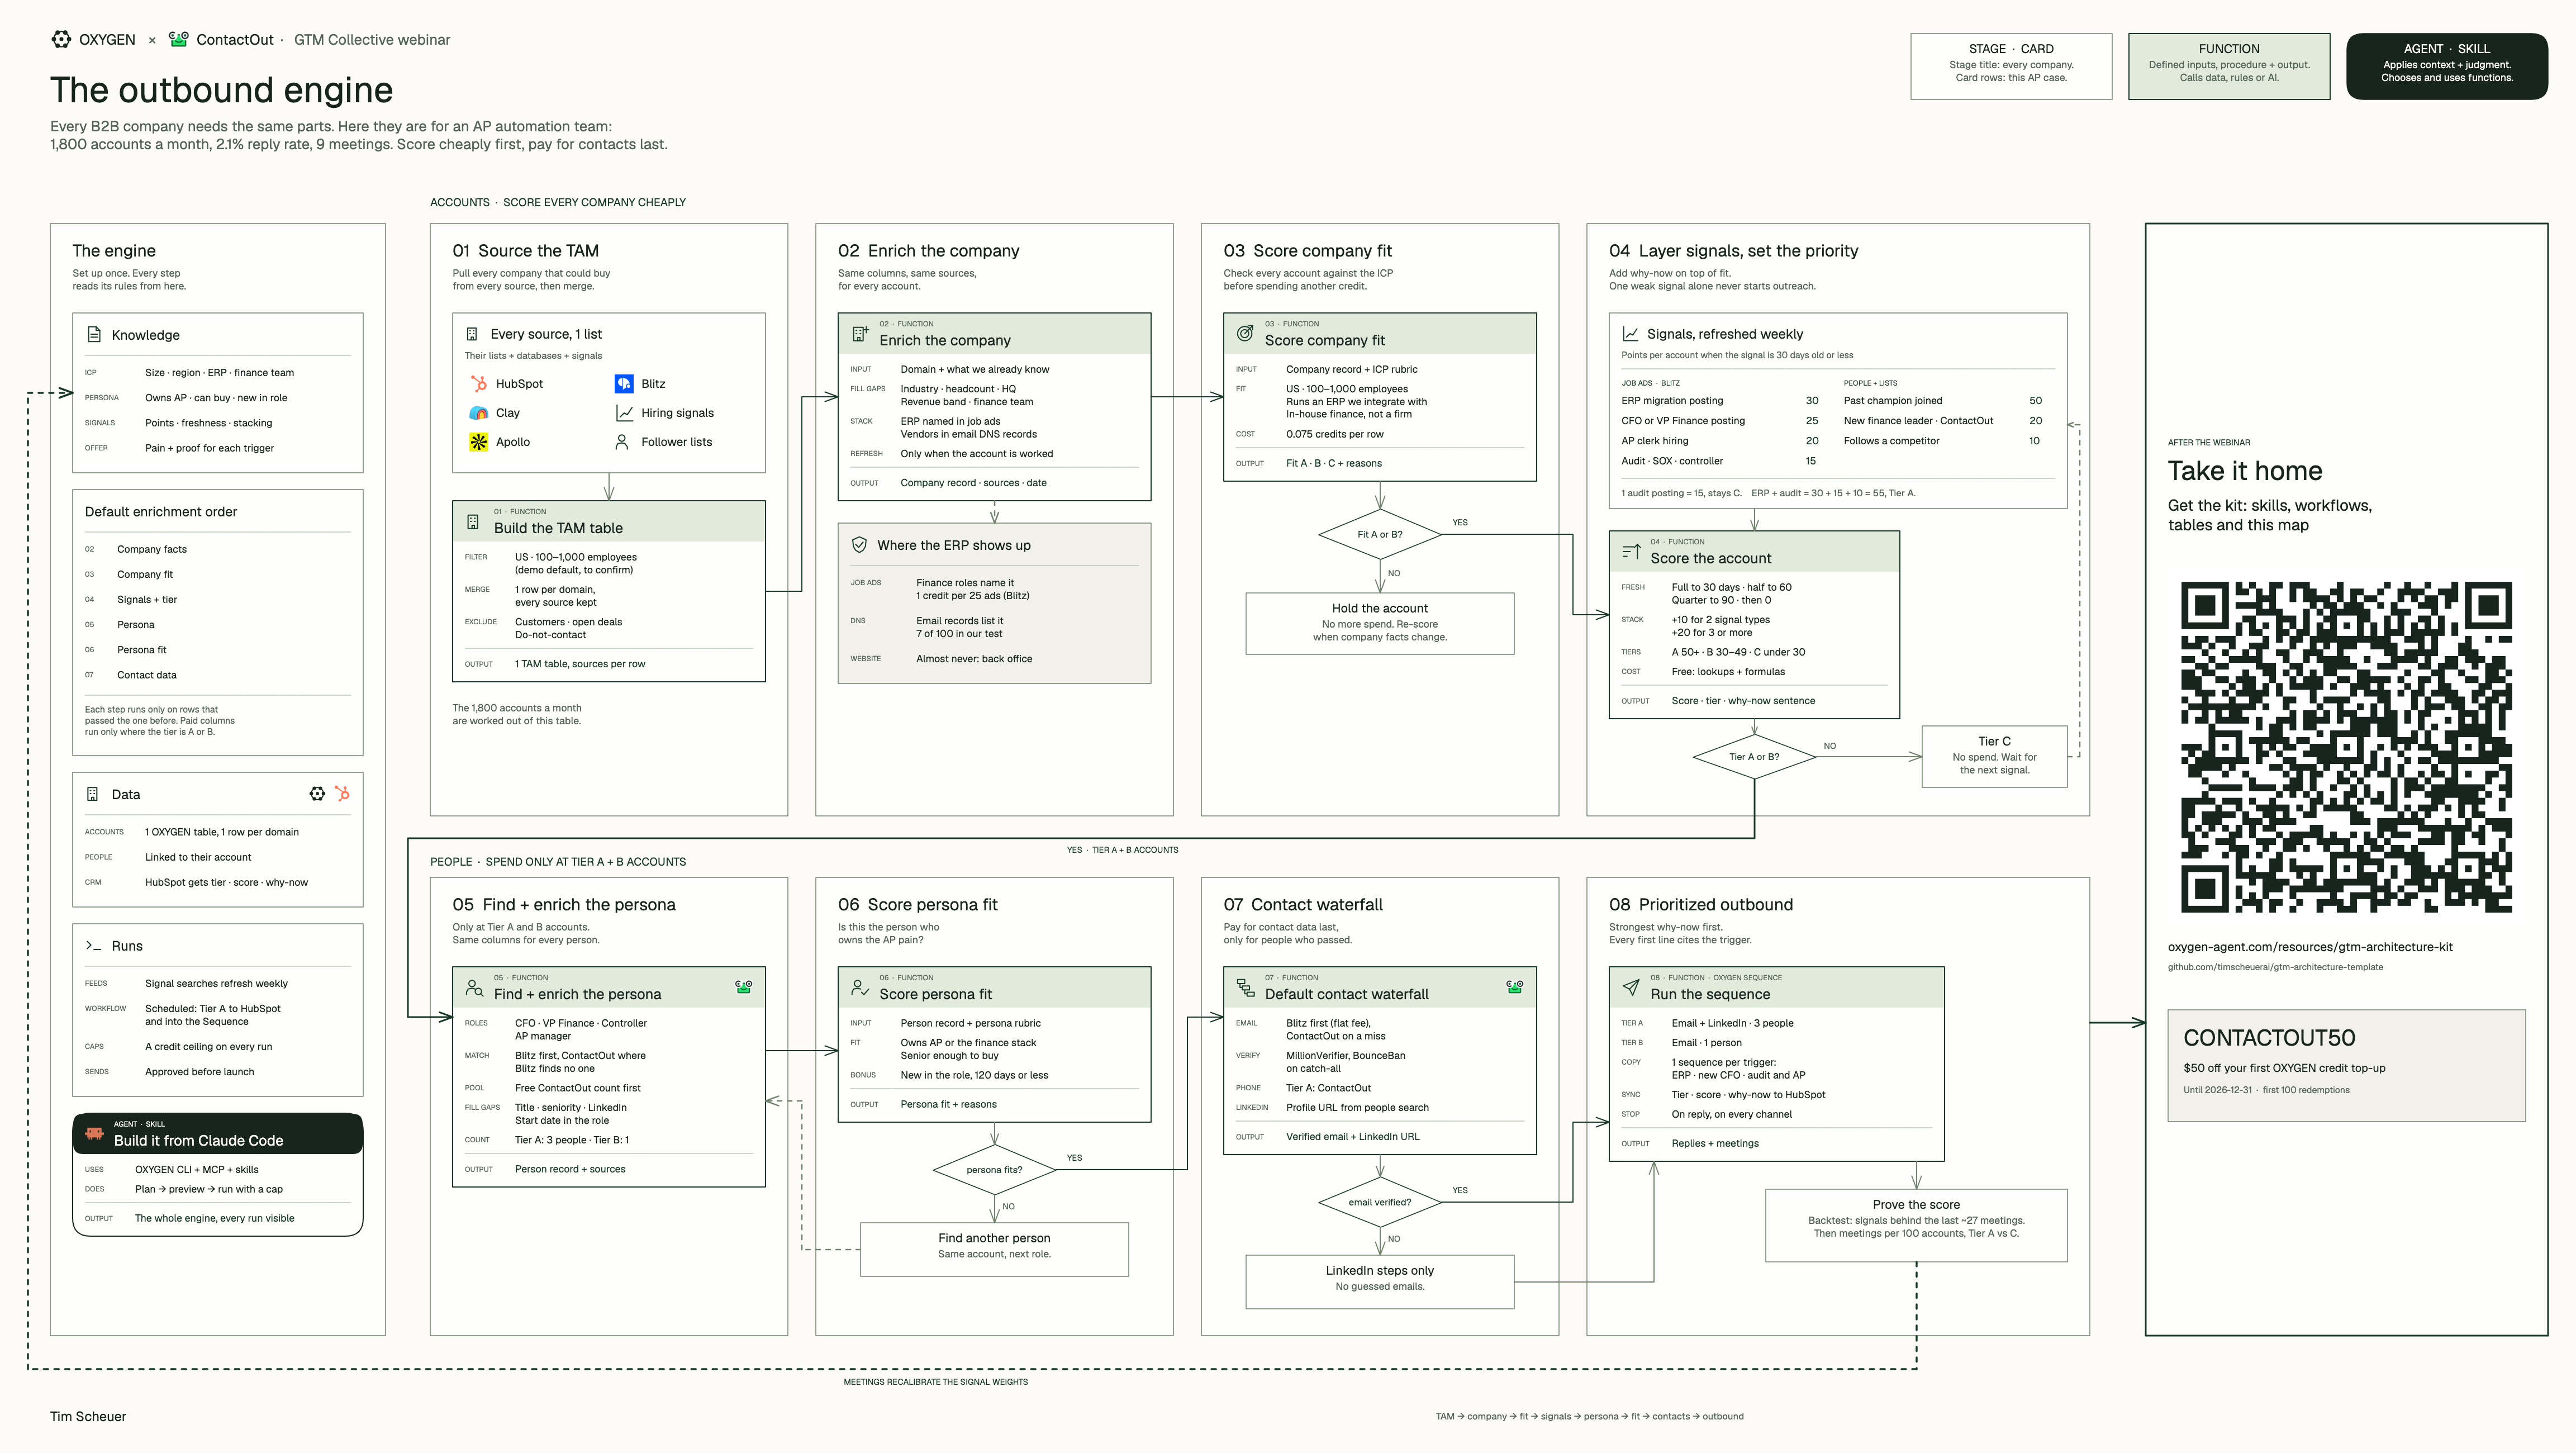 OXYGEN × ContactOut · GTM Collective webinar
The outbound engine
Every B2B company needs the same parts. Here they are for an AP automation team:
1,800 accounts a month, 2.1% reply rate, 9 meetings. Score cheaply first, pay for contacts last.
STAGE · CARD
Stage title: every company.
Card rows: this AP case.
FUNCTION
Defined inputs, procedure + output.
Calls data, rules or AI.
AGENT · SKILL
Applies context + judgment.
Chooses and uses functions.
The engine
Set up once. Every step
reads its rules from here.
Knowledge
ICP Size · region · ERP · finance team
PERSONA Owns AP · can buy · new in role
SIGNALS Points · freshness · stacking
OFFER Pain + proof for each trigger
Default enrichment order
02 Company facts
03 Company fit
04 Signals + tier
05 Persona
06 Persona fit
07 Contact data
Each step runs only on rows that
passed the one before. Paid columns
run only where the tier is A or B.
Data
ACCOUNTS 1 OXYGEN table, 1 row per domain
PEOPLE Linked to their account
CRM HubSpot gets tier · score · why-now
Runs
FEEDS Signal searches refresh weekly
WORKFLOW Scheduled: Tier A to HubSpot
and into the Sequence
CAPS A credit ceiling on every run
SENDS Approved before launch
AGENT · SKILL
Build it from Claude Code
USES OXYGEN CLI + MCP + skills
DOES Plan → preview → run with a cap
OUTPUT The whole engine, every run visible
ACCOUNTS · SCORE EVERY COMPANY CHEAPLY
01 Source the TAM
Pull every company that could buy
from every source, then merge.
Every source, 1 list
Their lists + databases + signals
HubSpot Blitz
Clay Hiring signals
Apollo Follower lists
01 · FUNCTION
Build the TAM table
FILTER US · 100–1,000 employees
(demo default, to confirm)
MERGE 1 row per domain,
every source kept
EXCLUDE Customers · open deals
Do-not-contact
OUTPUT 1 TAM table, sources per row
The 1,800 accounts a month
are worked out of this table.
02 Enrich the company
Same columns, same sources,
for every account.
02 · FUNCTION
Enrich the company
INPUT Domain + what we already know
FILL GAPS Industry · headcount · HQ
Revenue band · finance team
STACK ERP named in job ads
Vendors in email DNS records
REFRESH Only when the account is worked
OUTPUT Company record · sources · date
Where the ERP shows up
JOB ADS Finance roles name it
1 credit per 25 ads (Blitz)
DNS Email records list it
7 of 100 in our test
WEBSITE Almost never: back office
03 Score company fit
Check every account against the ICP
before spending another credit.
03 · FUNCTION
Score company fit
INPUT Company record + ICP rubric
FIT US · 100–1,000 employees
Runs an ERP we integrate with
In-house finance, not a firm
COST 0.075 credits per row
OUTPUT Fit A · B · C + reasons
Fit A or B?
YES
NO
Hold the account
No more spend. Re-score
when company facts change.
04 Layer signals, set the priority
Add why-now on top of fit.
One weak signal alone never starts outreach.
Signals, refreshed weekly
Points per account when the signal is 30 days old or less
JOB ADS · BLITZ PEOPLE + LISTS
ERP migration posting 30 Past champion joined 50
CFO or VP Finance posting 25 New finance leader · ContactOut 20
AP clerk hiring 20 Follows a competitor 10
Audit · SOX · controller 15
1 audit posting = 15, stays C. ERP + audit = 30 + 15 + 10 = 55, Tier A.
04 · FUNCTION
Score the account
FRESH Full to 30 days · half to 60
Quarter to 90 · then 0
STACK +10 for 2 signal types
+20 for 3 or more
TIERS A 50+ · B 30–49 · C under 30
COST Free: lookups + formulas
OUTPUT Score · tier · why-now sentence
Tier A or B?
NO
Tier C
No spend. Wait for
the next signal.
YES · TIER A + B ACCOUNTS
PEOPLE · SPEND ONLY AT TIER A + B ACCOUNTS
05 Find + enrich the persona
Only at Tier A and B accounts.
Same columns for every person.
05 · FUNCTION
Find + enrich the persona
ROLES CFO · VP Finance · Controller
AP manager
MATCH Blitz first, ContactOut where
Blitz finds no one
POOL Free ContactOut count first
FILL GAPS Title · seniority · LinkedIn
Start date in the role
COUNT Tier A: 3 people · Tier B: 1
OUTPUT Person record + sources
06 Score persona fit
Is this the person who
owns the AP pain?
06 · FUNCTION
Score persona fit
INPUT Person record + persona rubric
FIT Owns AP or the finance stack
Senior enough to buy
BONUS New in the role, 120 days or less
OUTPUT Persona fit + reasons
persona fits?
YES
NO
Find another person
Same account, next role.
07 Contact waterfall
Pay for contact data last,
only for people who passed.
07 · FUNCTION
Default contact waterfall
EMAIL Blitz first (flat fee),
ContactOut on a miss
VERIFY MillionVerifier, BounceBan
on catch-all
PHONE Tier A: ContactOut
LINKEDIN Profile URL from people search
OUTPUT Verified email + LinkedIn URL
email verified?
YES
NO
LinkedIn steps only
No guessed emails.
08 Prioritized outbound
Strongest why-now first.
Every first line cites the trigger.
08 · FUNCTION · OXYGEN SEQUENCE
Run the sequence
TIER A Email + LinkedIn · 3 people
TIER B Email · 1 person
COPY 1 sequence per trigger:
ERP · new CFO · audit and AP
SYNC Tier · score · why-now to HubSpot
STOP On reply, on every channel
OUTPUT Replies + meetings
Prove the score
Backtest: signals behind the last ~27 meetings.
Then meetings per 100 accounts, Tier A vs C.
AFTER THE WEBINAR
Take it home
Get the kit: skills, workflows,
tables and this map
oxygen-agent.com/resources/gtm-architecture-kit
github.com/timscheuerai/gtm-architecture-template
CONTACTOUT50
$50 off your first OXYGEN credit top-up
Until 2026-12-31 · first 100 redemptions
MEETINGS RECALIBRATE THE SIGNAL WEIGHTS
Tim Scheuer
TAM → company → fit → signals → persona → fit → contacts → outbound